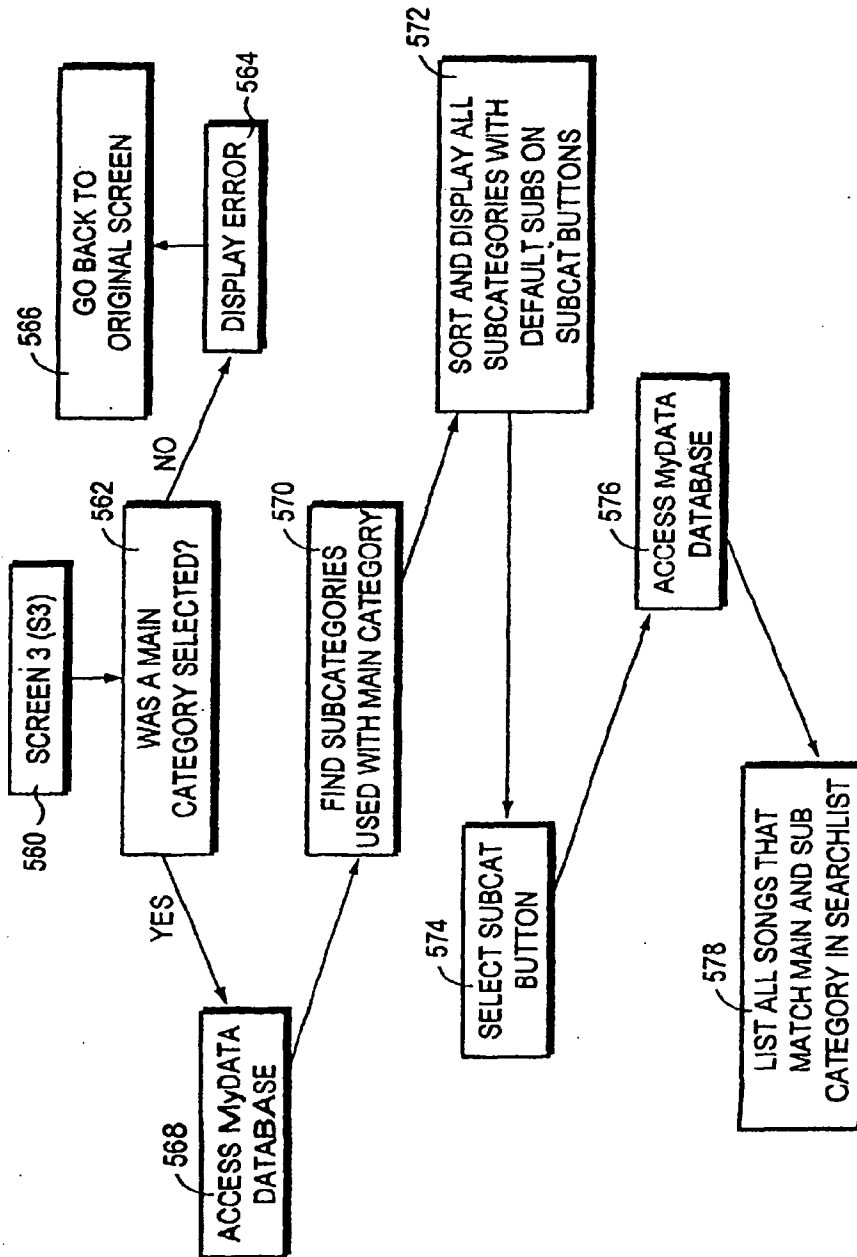 560
SCREEN 3 (S3)
562
WAS A MAIN
CATEGORY SELECTED?
YES
NO
564
DISPLAY ERROR
566
GO BACK TO
ORIGINAL SCREEN
568
ACCESS MyDATA
DATABASE
570
FIND SUBCATEGORIES
USED WITH MAIN CATEGORY
572
SORT AND DISPLAY ALL
SUBCATEGORIES WITH
DEFAULT SUBS ON
SUBCAT BUTTONS
574
SELECT SUBCAT
BUTTON
576
ACCESS MyDATA
DATABASE
578
LIST ALL SONGS THAT
MATCH MAIN AND SUB
CATEGORY IN SEARCHLIST